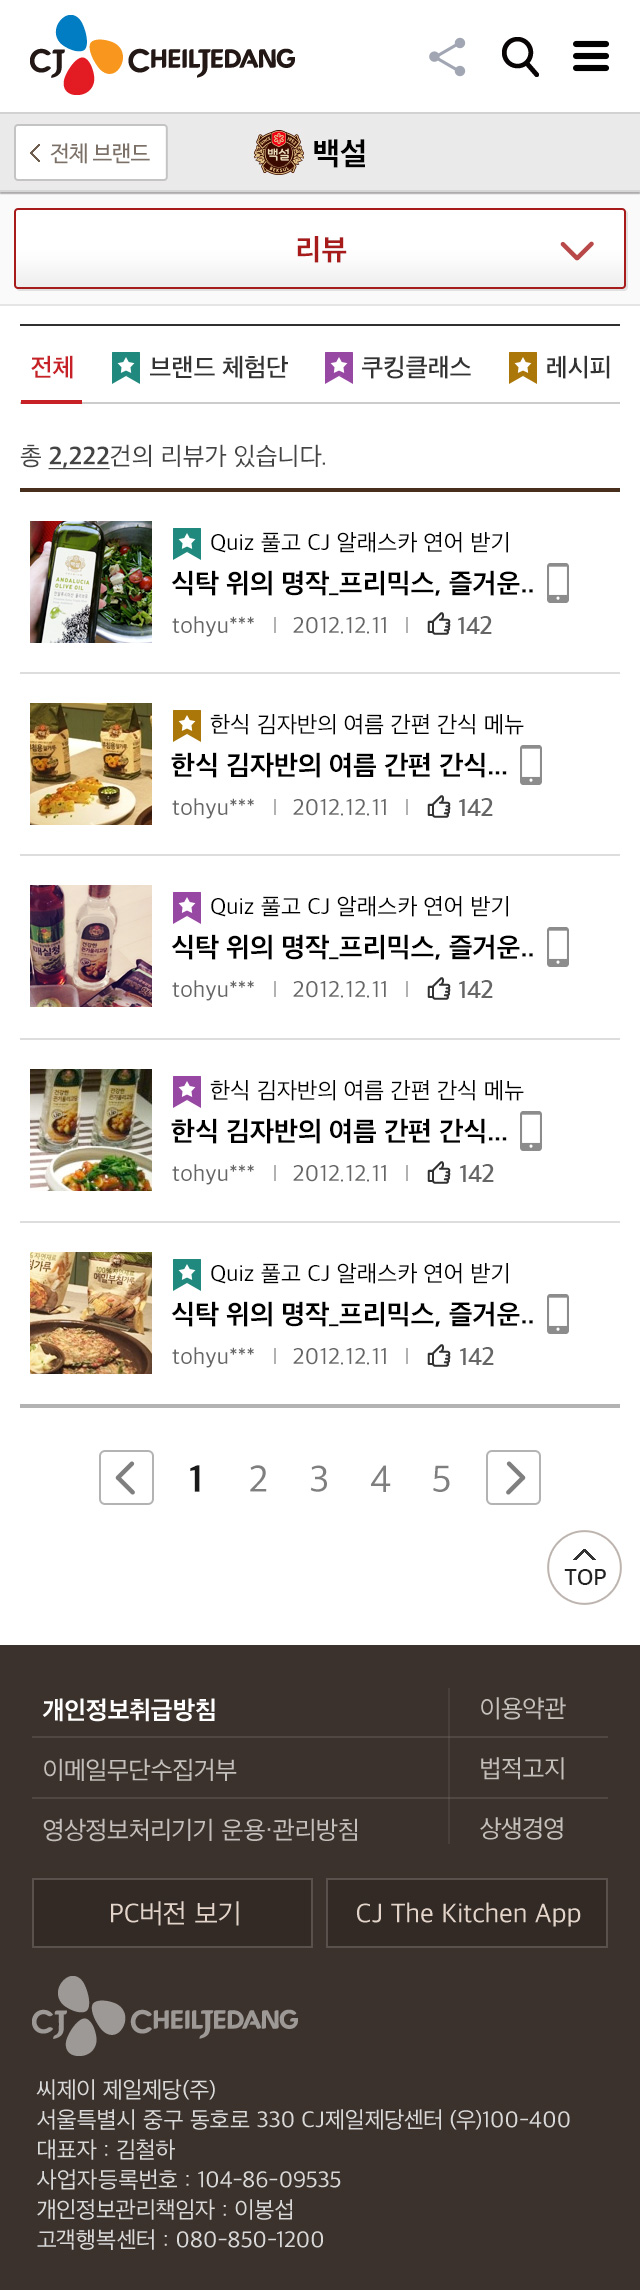 CJ CHEILJEDANG
전체 브랜드
백설
백설
리뷰
전체
브랜드 체험단
쿠킹클래스
레시피
총 2,222건의 리뷰가 있습니다.
ANDALUCIA
OLIVE OIL
Quiz 풀고 CJ 알래스카 연어 받기
식탁 위의 명작_프리믹스, 즐거운..
tohyu*** | 2012.12.11 | 142
한식 김자반의 여름 간편 간식 메뉴
한식 김자반의 여름 간편 간식...
tohyu*** | 2012.12.11 | 142
Quiz 풀고 CJ 알래스카 연어 받기
식탁 위의 명작_프리믹스, 즐거운..
tohyu*** | 2012.12.11 | 142
한식 김자반의 여름 간편 간식 메뉴
한식 김자반의 여름 간편 간식...
tohyu*** | 2012.12.11 | 142
Quiz 풀고 CJ 알래스카 연어 받기
식탁 위의 명작_프리믹스, 즐거운..
tohyu*** | 2012.12.11 | 142
1 2 3 4 5
TOP
개인정보취급방침
이용약관
이메일무단수집거부
법적고지
영상정보처리기기 운용·관리방침
상생경영
PC버전 보기
CJ The Kitchen App
CJ CHEILJEDANG
씨제이 제일제당(주)
서울특별시 중구 동호로 330 CJ제일제당센터 (우)100-400
대표자 : 김철하
사업자등록번호 : 104-86-09535
개인정보관리책임자 : 이봉섭
고객행복센터 : 080-850-1200